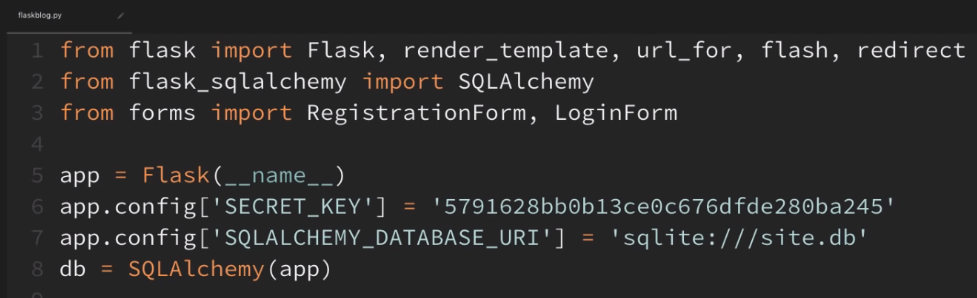 flaskblog.py
1 from flask import Flask, render_template, url_for, flash, redirect
2 from flask_sqlalchemy import SQLAlchemy
3 from forms import RegistrationForm, LoginForm
4
5 app = Flask(__name__)
6 app.config['SECRET_KEY'] = '5791628bb0b13ce0c676dfde280ba245'
7 app.config['SQLALCHEMY_DATABASE_URI'] = 'sqlite:///site.db'
8 db = SQLAlchemy(app)